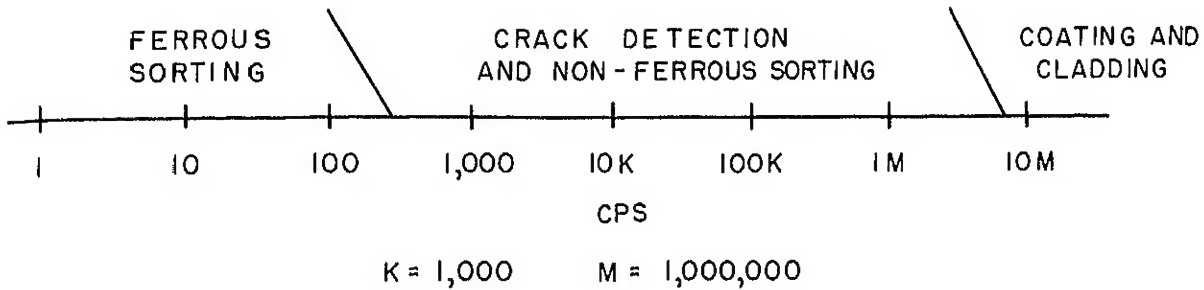 FERROUS
SORTING
CRACK DETECTION
AND NON-FERROUS SORTING
COATING AND
CLADDING
1 10 100 1,000 10K 100K 1M 10M
CPS
K = 1,000 M = 1,000,000